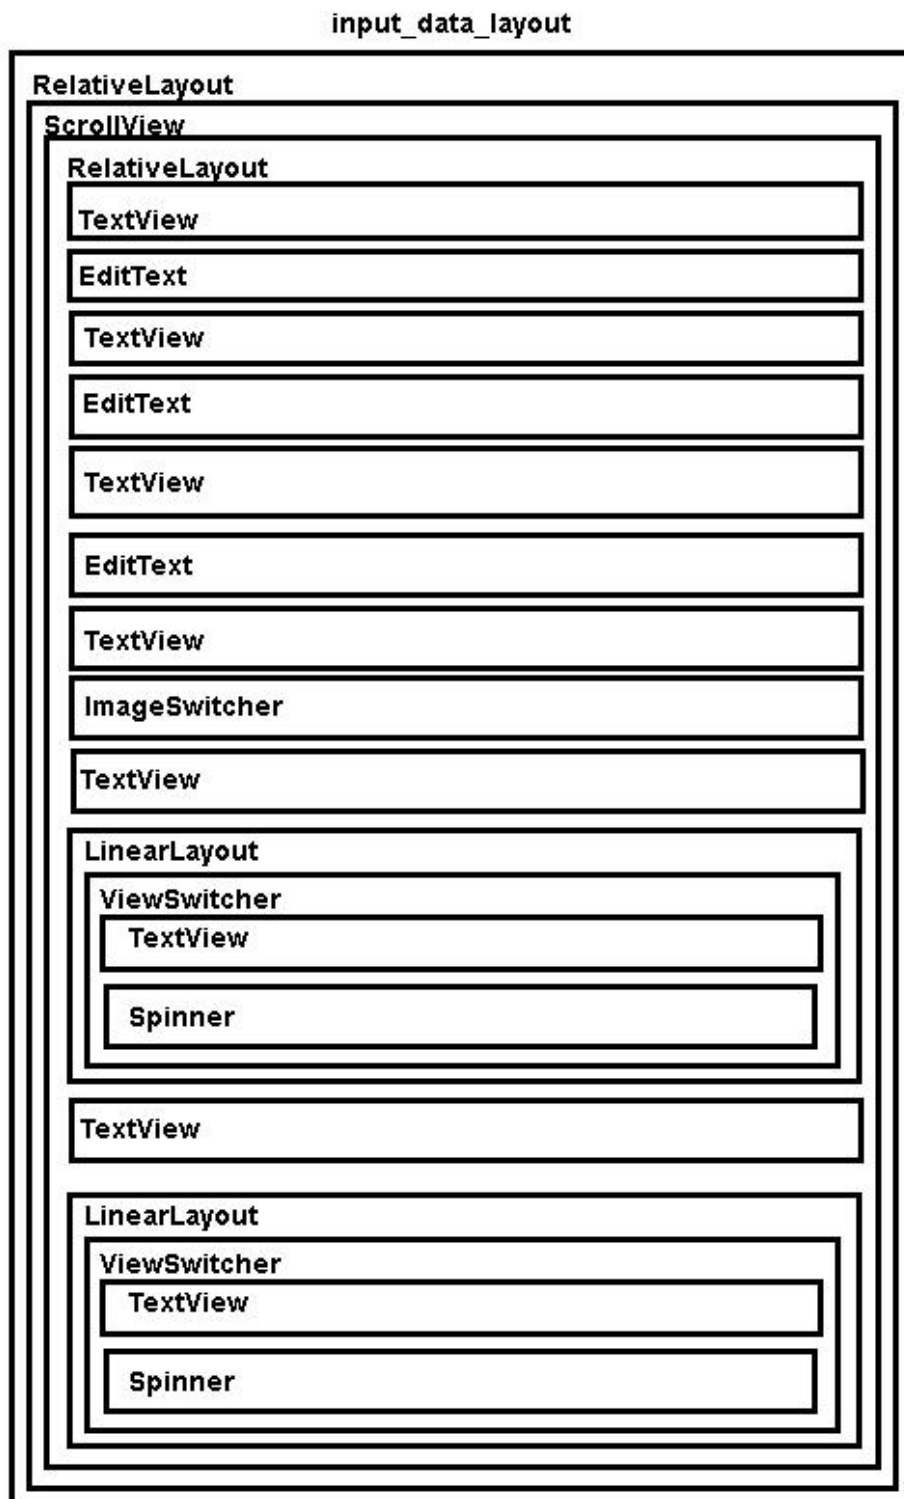 input_data_layout
RelativeLayout
ScrollView
RelativeLayout
TextView
EditText
TextView
EditText
TextView
EditText
TextView
ImageSwitcher
TextView
LinearLayout
ViewSwitcher
TextView
Spinner
TextView
LinearLayout
ViewSwitcher
TextView
Spinner